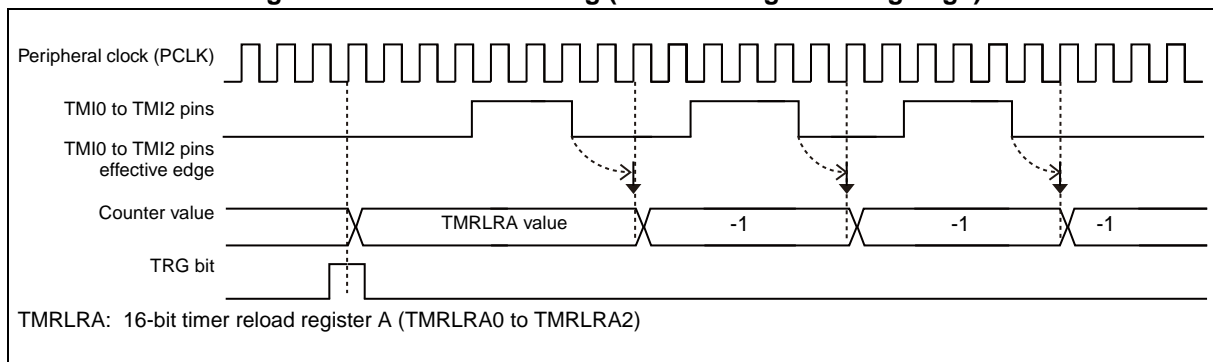 Peripheral clock (PCLK)
TMI0 to TMI2 pins
TMI0 to TMI2 pins
effective edge
Counter value
TMRLRA value
-1
-1
-1
TRG bit
TMRLRA: 16-bit timer reload register A (TMRLRA0 to TMRLRA2)